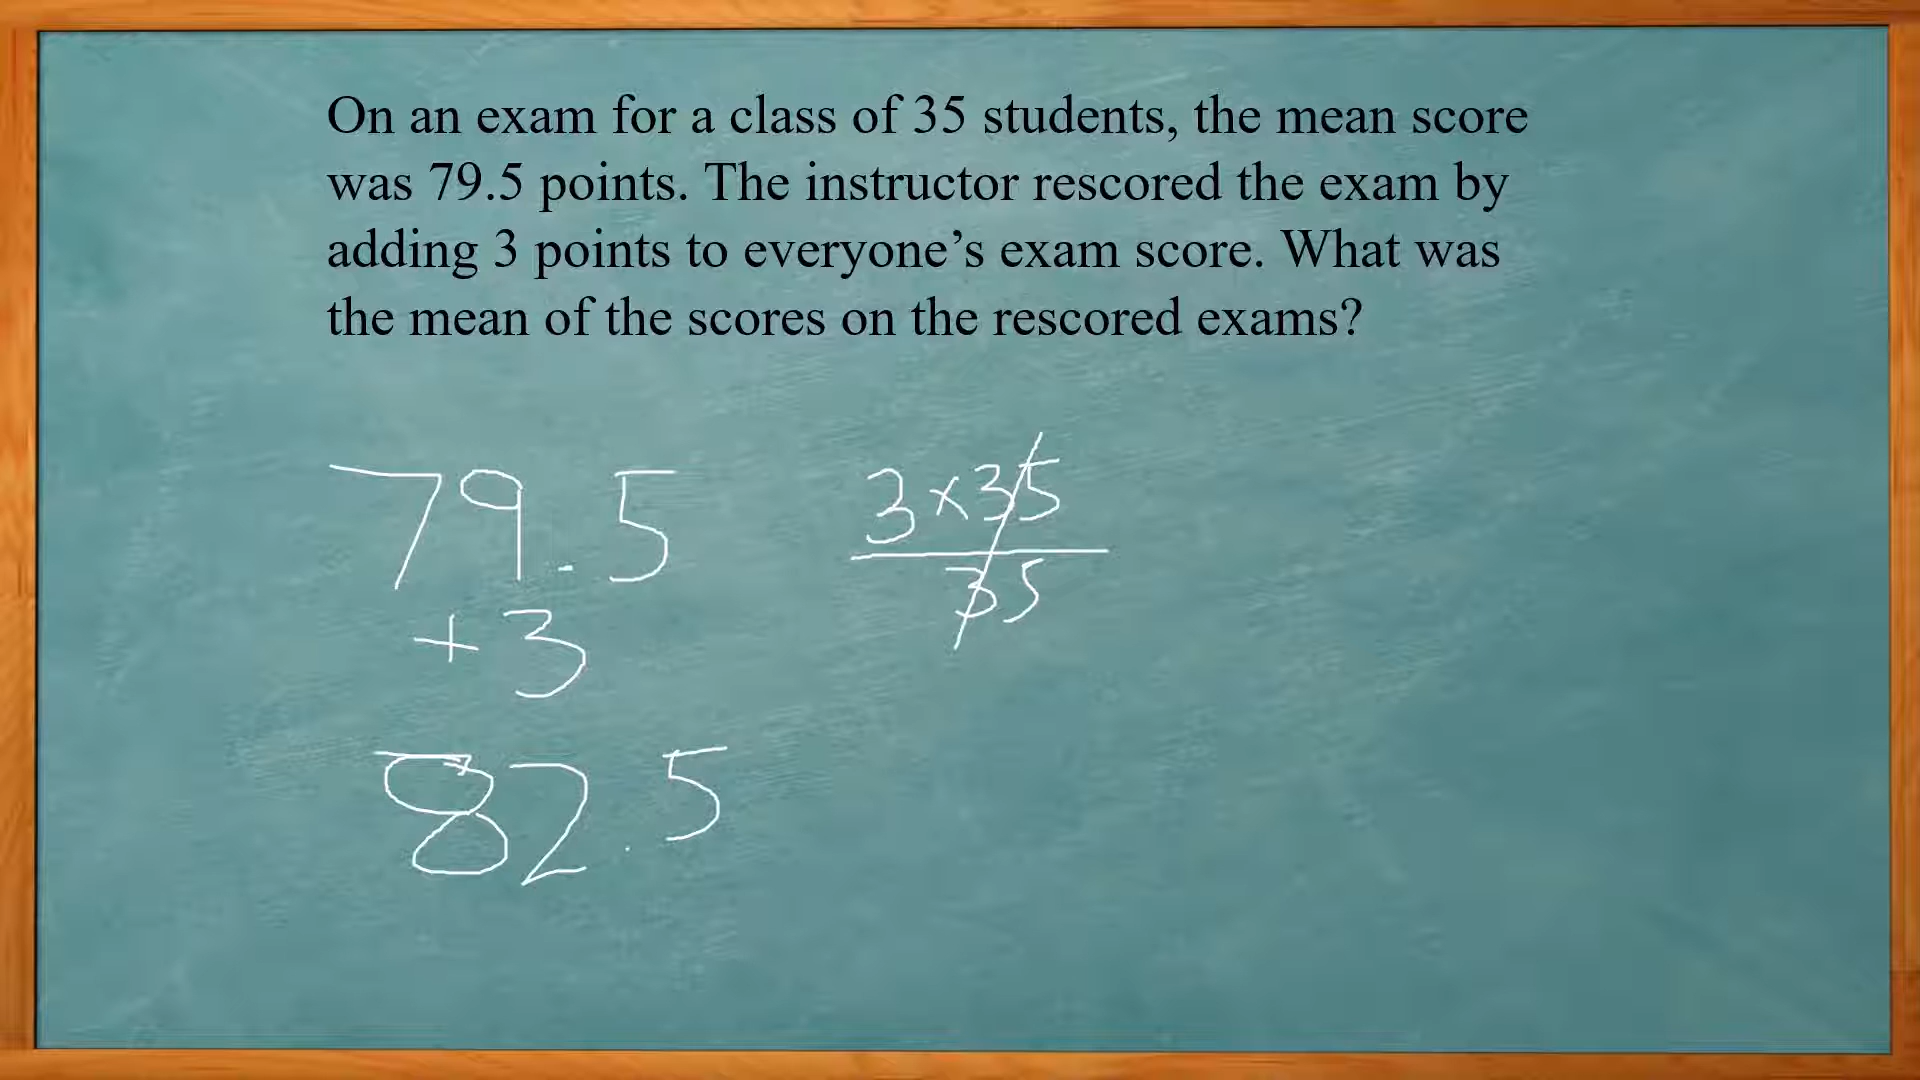 On an exam for a class of 35 students, the mean score
was 79.5 points. The instructor rescored the exam by
adding 3 points to everyone’s exam score. What was
the mean of the scores on the rescored exams?
79.5
+3
82.5
3×35
35